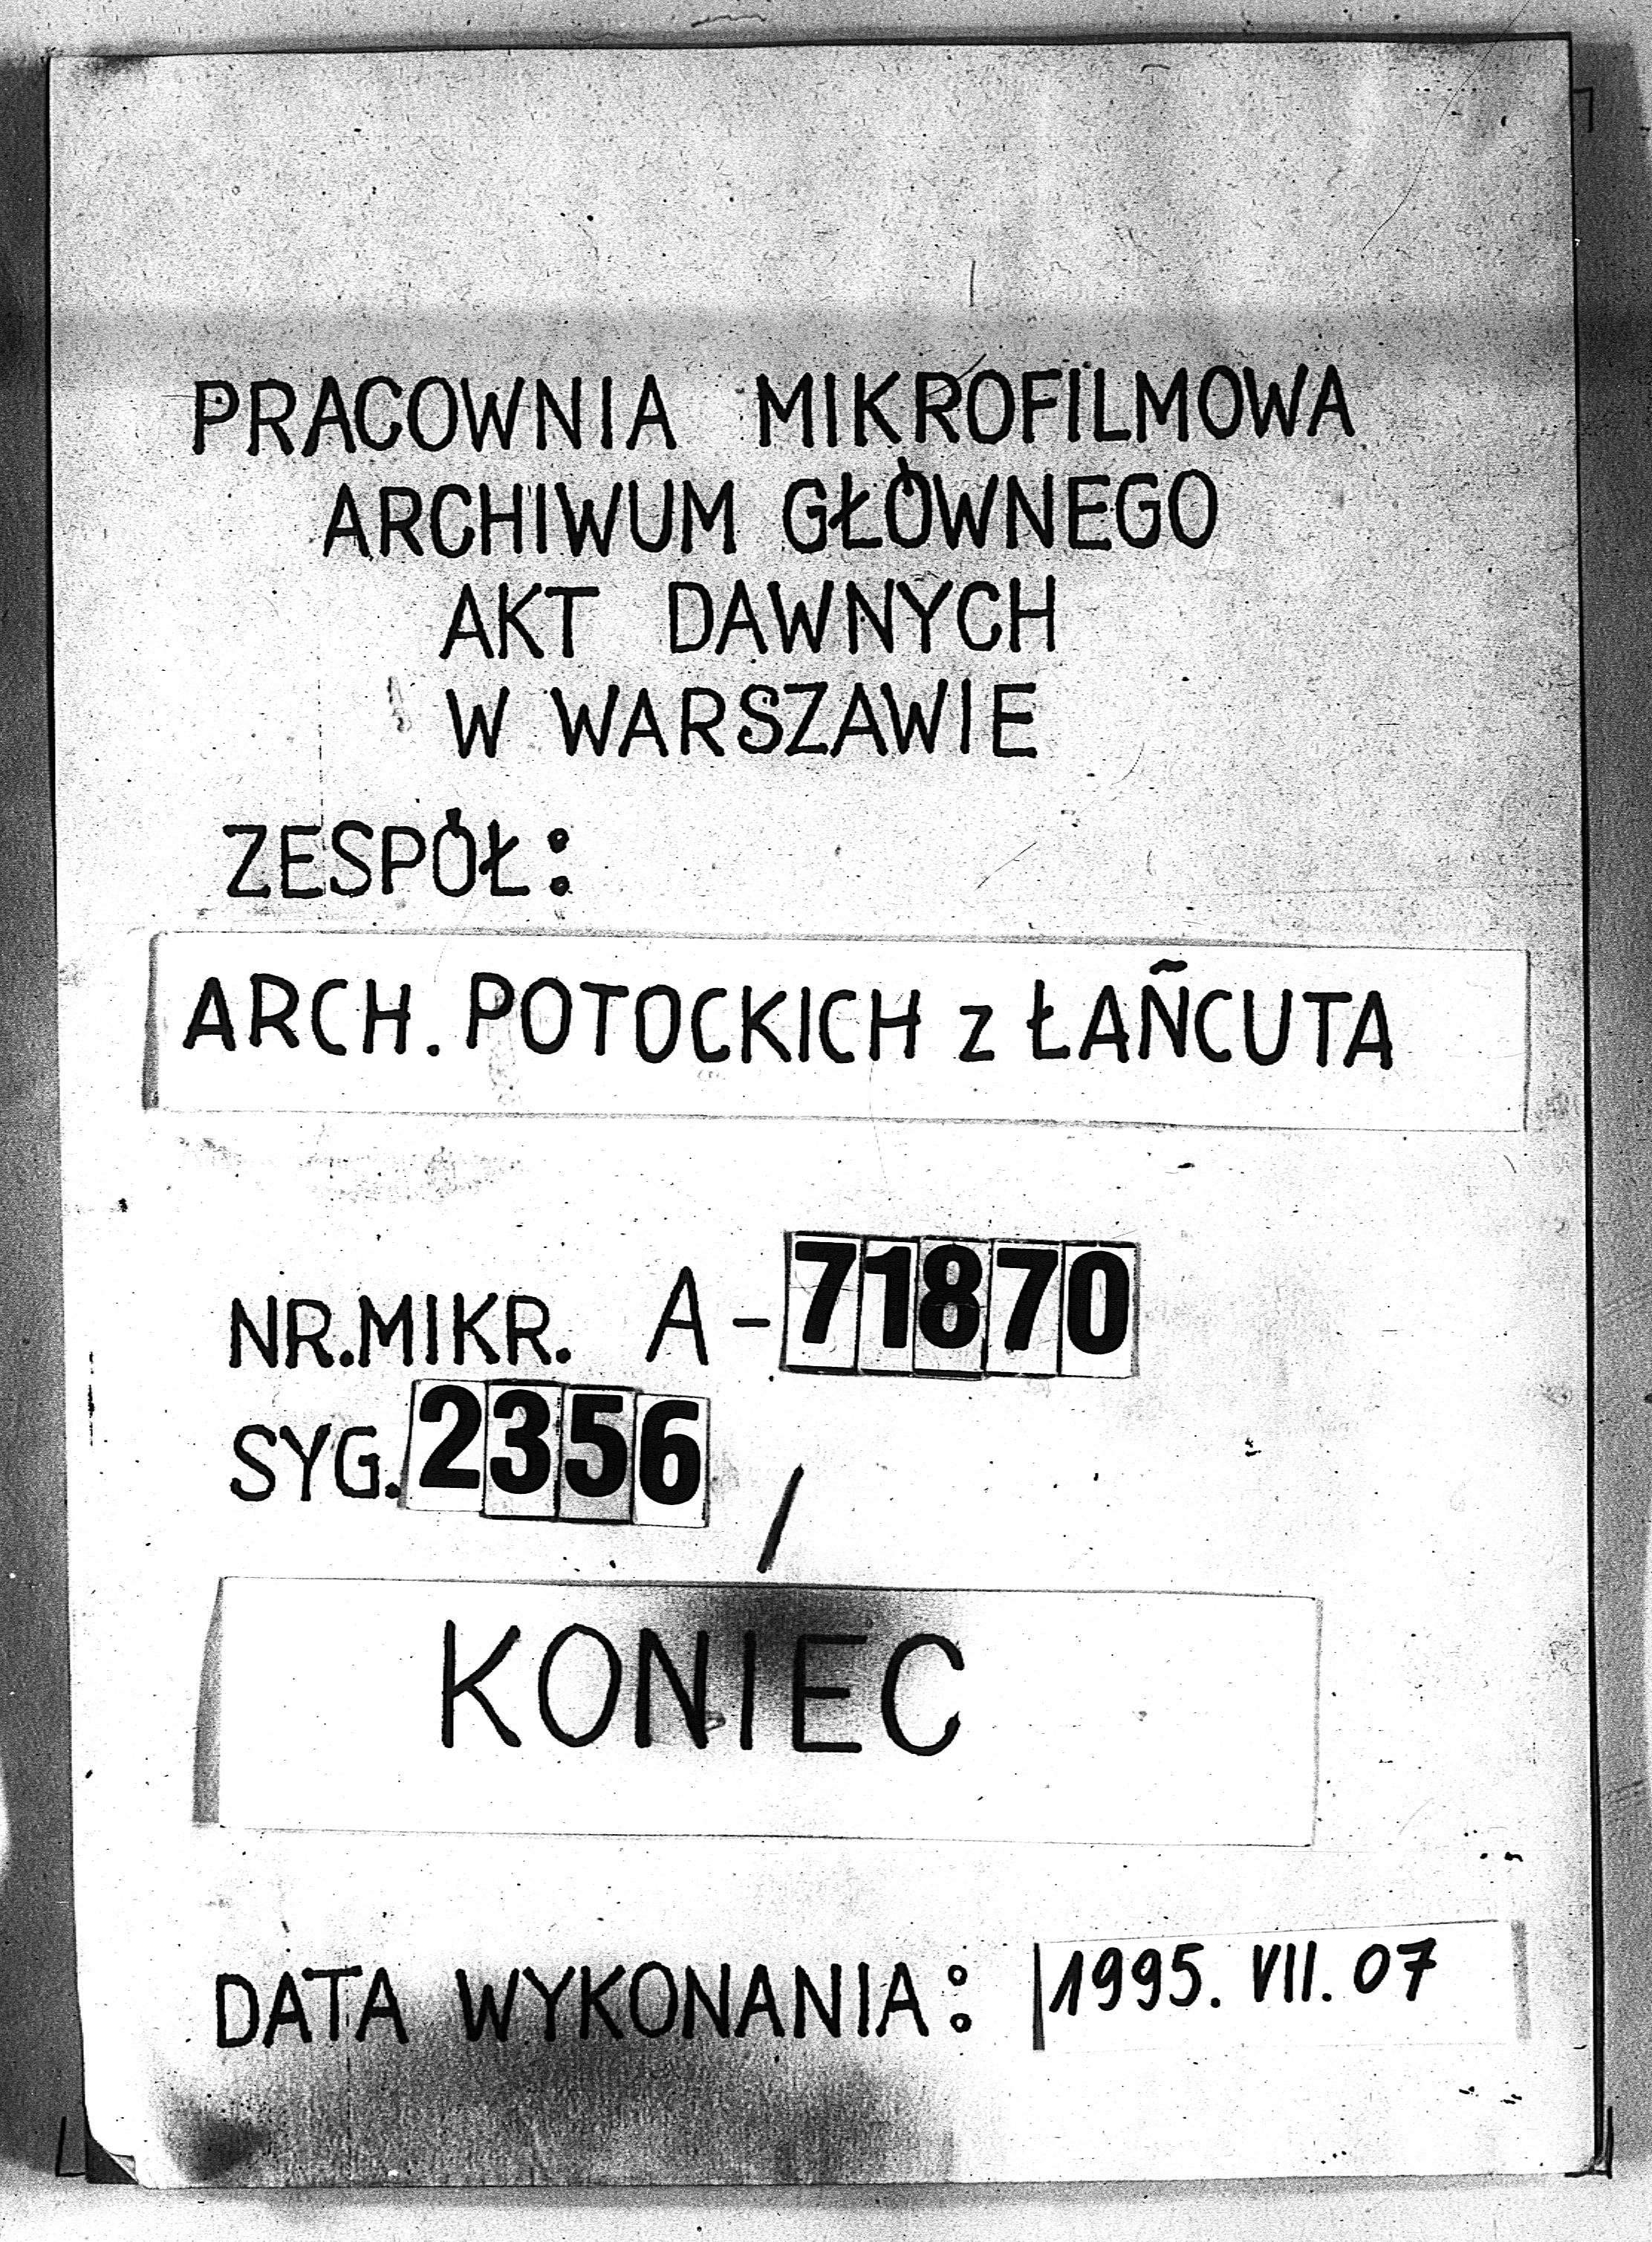 PRACOWNIA MIKROFILMOWA
ARCHIWUM GŁÓWNEGO
AKT DAWNYCH
W WARSZAWIE
ZESPÓŁ:
ARCH. POTOCKICH z ŁAŃCUTA
NR.MIKR. A-71870
SYG. 2356 /
KONIEC
DATA WYKONANIA: 1995. VII. 07